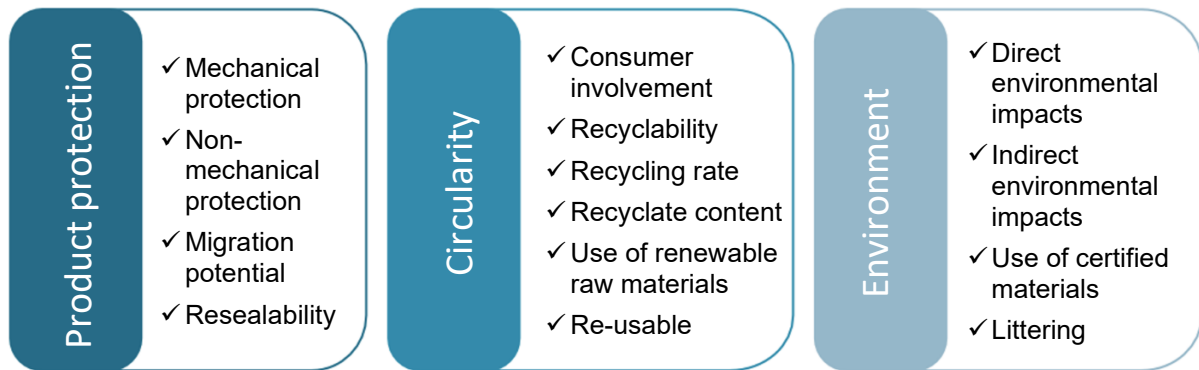 Product protection
✓ Mechanical
protection
✓ Non-
mechanical
protection
✓ Migration
potential
✓ Resealability
Circularity
✓ Consumer
involvement
✓ Recyclability
✓ Recycling rate
✓ Recyclate content
✓ Use of renewable
raw materials
✓ Re-usable
Environment
✓ Direct
environmental
impacts
✓ Indirect
environmental
impacts
✓ Use of certified
materials
✓ Littering